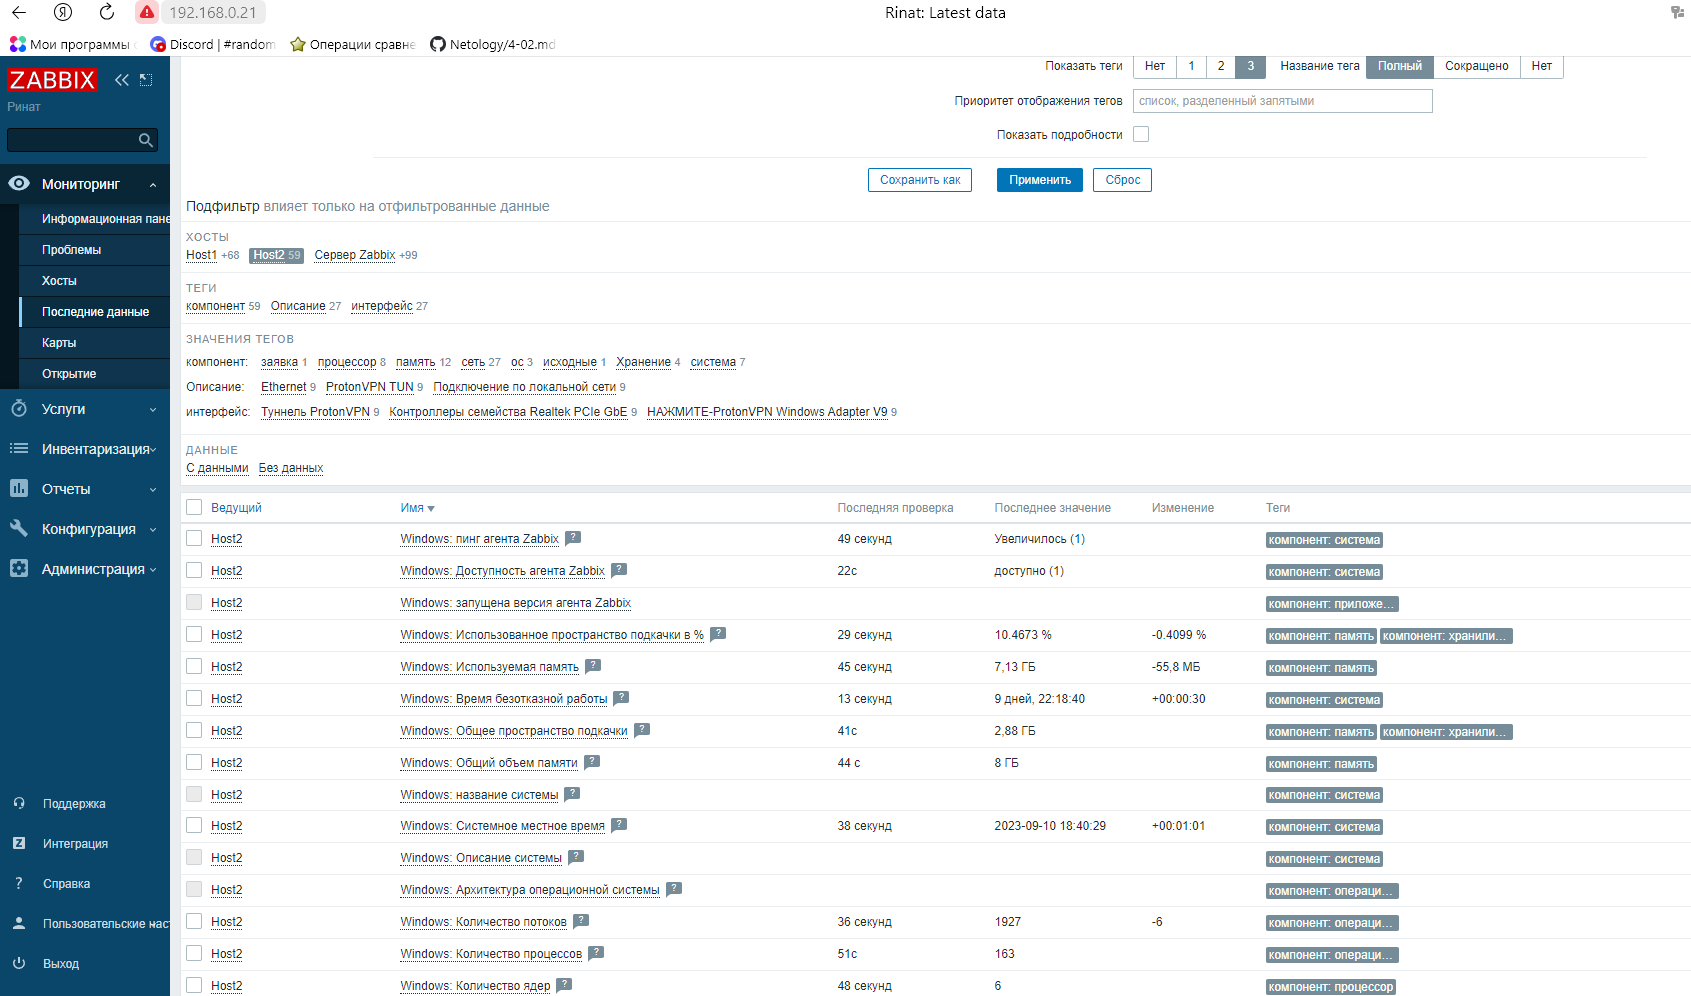 Я 192.168.0.21 Rinat: Latest data
Мои программы Discord | #random Операции сравне Netology/4-02.md
ZABBIX
Ринат
Мониторинг
Информационная пане
Проблемы
Хосты
Последние данные
Карты
Открытие
Услуги
Инвентаризация
Отчеты
Конфигурация
Администрация
Поддержка
Z Интеграция
? Справка
Пользовательские наст
Выход
Показать теги Нет 1 2 3 Название тега Полный Сокращено Нет
Приоритет отображения тегов список, разделенный запятыми
Показать подробности
Сохранить как Применить Сброс
Подфильтр влияет только на отфильтрованные данные
ХОСТЫ
Host1 +68 Host2 59 Сервер Zabbix +99
ТЕГИ
компонент 59 Описание 27 интерфейс 27
ЗНАЧЕНИЯ ТЕГОВ
компонент: заявка 1 процессор 8 память 12 сеть 27 ос 3 исходные 1 Хранение 4 система 7
Описание: Ethernet 9 ProtonVPN TUN 9 Подключение по локальной сети 9
интерфейс: Туннель ProtonVPN 9 Контроллеры семейства Realtek PCIe GbE 9 НАЖМИТЕ-ProtonVPN Windows Adapter V9 9
ДАННЫЕ
С данными Без данных
Ведущий Имя Последняя проверка Последнее значение Изменение Теги
Host2 Windows: пинг агента Zabbix ? 49 секунд Увеличилось (1) компонент: система
Host2 Windows: Доступность агента Zabbix ? 22с доступно (1) компонент: система
Host2 Windows: запущена версия агента Zabbix компонент: приложе...
Host2 Windows: Использованное пространство подкачки в % ? 29 секунд 10.4673 % -0.4099 % компонент: память компонент: хранили...
Host2 Windows: Используемая память ? 45 секунд 7,13 ГБ -55,8 МБ компонент: память
Host2 Windows: Время безотказной работы ? 13 секунд 9 дней, 22:18:40 +00:00:30 компонент: система
Host2 Windows: Общее пространство подкачки ? 41с 2,88 ГБ компонент: память компонент: хранили...
Host2 Windows: Общий объем памяти ? 44 с 8 ГБ компонент: память
Host2 Windows: название системы ? компонент: система
Host2 Windows: Системное местное время ? 38 секунд 2023-09-10 18:40:29 +00:01:01 компонент: система
Host2 Windows: Описание системы ? компонент: система
Host2 Windows: Архитектура операционной системы ? компонент: операци...
Host2 Windows: Количество потоков ? 36 секунд 1927 -6 компонент: операци...
Host2 Windows: Количество процессов ? 51с 163 компонент: операци...
Host2 Windows: Количество ядер ? 48 секунд 6 компонент: процессор